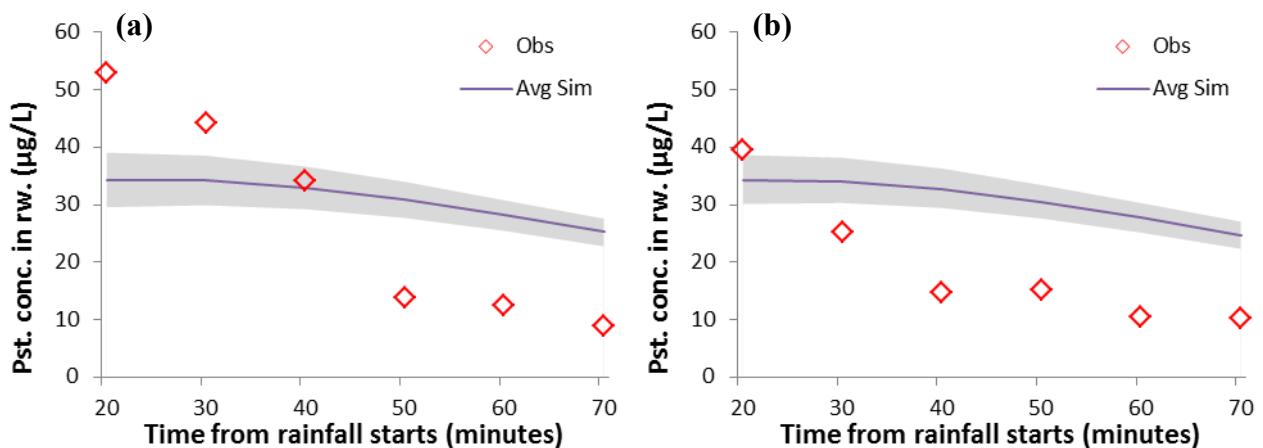 (a)
Obs
Avg Sim
Pst. conc. in rw. (µg/L)
60
50
40
30
20
10
0
20 30 40 50 60 70
Time from rainfall starts (minutes)
(b)
Obs
Avg Sim
Pst. conc. in rw. (µg/L)
60
50
40
30
20
10
0
20 30 40 50 60 70
Time from rainfall starts (minutes)